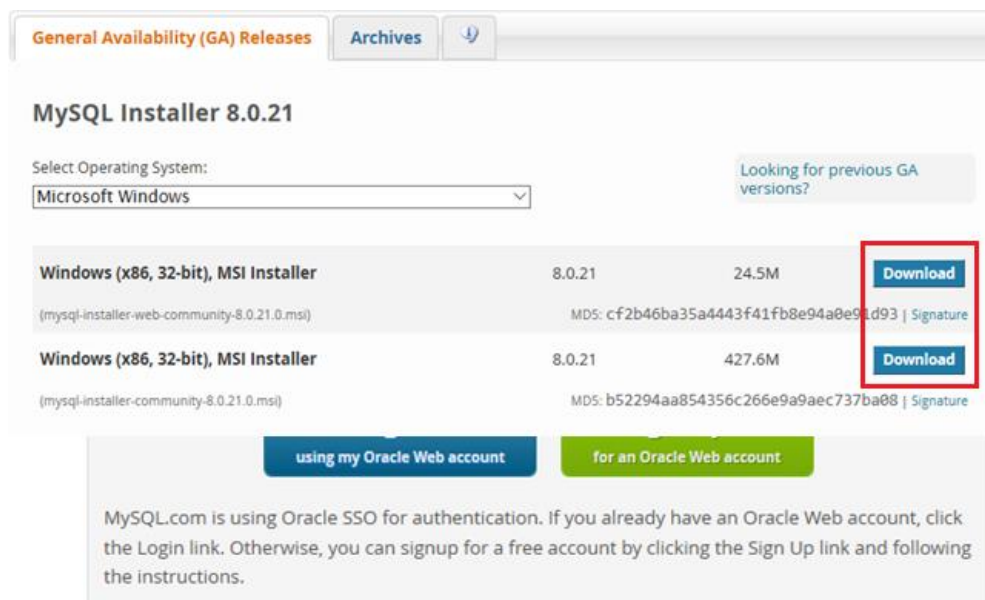 General Availability (GA) Releases
Archives
MySQL Installer 8.0.21
Select Operating System:
Microsoft Windows
Looking for previous GA
versions?
Windows (x86, 32-bit), MSI Installer 8.0.21 24.5M Download
(mysql-installer-web-community-8.0.21.0.msi) MD5: cf2b46ba35a4443f41fb8e94a0e91d93 | Signature
Windows (x86, 32-bit), MSI Installer 8.0.21 427.6M Download
(mysql-installer-community-8.0.21.0.msi) MD5: b52294aa854356c266e9a9aec737ba08 | Signature
using my Oracle Web account
for an Oracle Web account
MySQL.com is using Oracle SSO for authentication. If you already have an Oracle Web account, click
the Login link. Otherwise, you can signup for a free account by clicking the Sign Up link and following
the instructions.